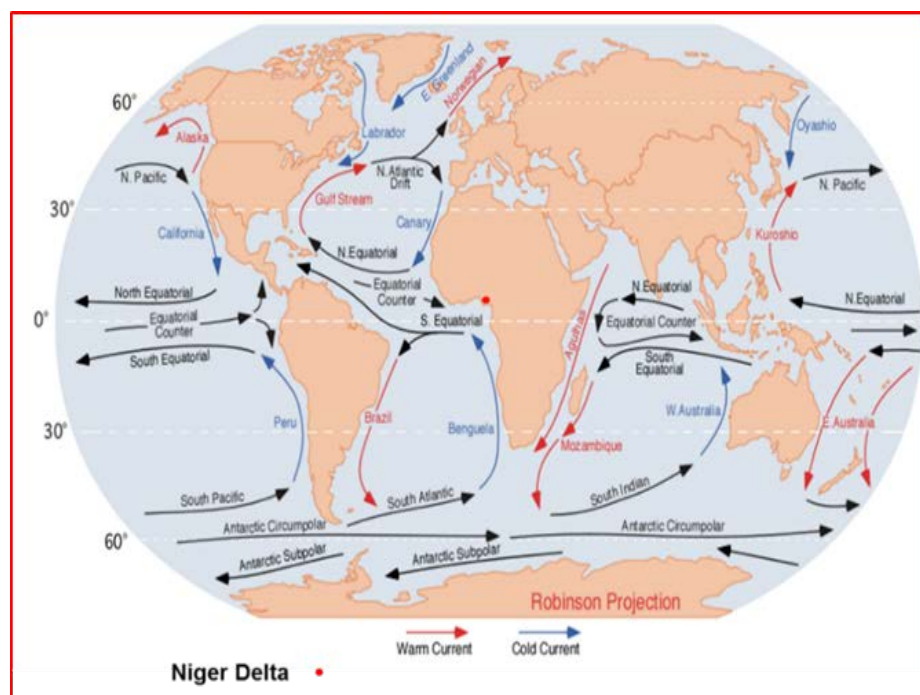 60°
30°
0°
30°
60°
E. Greenland
Norwegian
Labrador
Alaska
Oyashio
N. Pacific
N. Atlantic
Drift
N. Pacific
Gulf Stream
California
Canary
Kuroshio
N.Equatorial
North Equatorial
Equatorial
Counter
N.Equatorial
N.Equatorial
Equatorial
Counter
S. Equatorial
Equatorial Counter
South Equatorial
Agulhas
South
Equatorial
Peru
Brazil
Benguela
W.Australia
E.Australia
Mozambique
South Pacific
South Atlantic
South Indian
Antarctic Circumpolar
Antarctic Circumpolar
Antarctic Subpolar
Antarctic Subpolar
Robinson Projection
Warm Current
Cold Current
Niger Delta